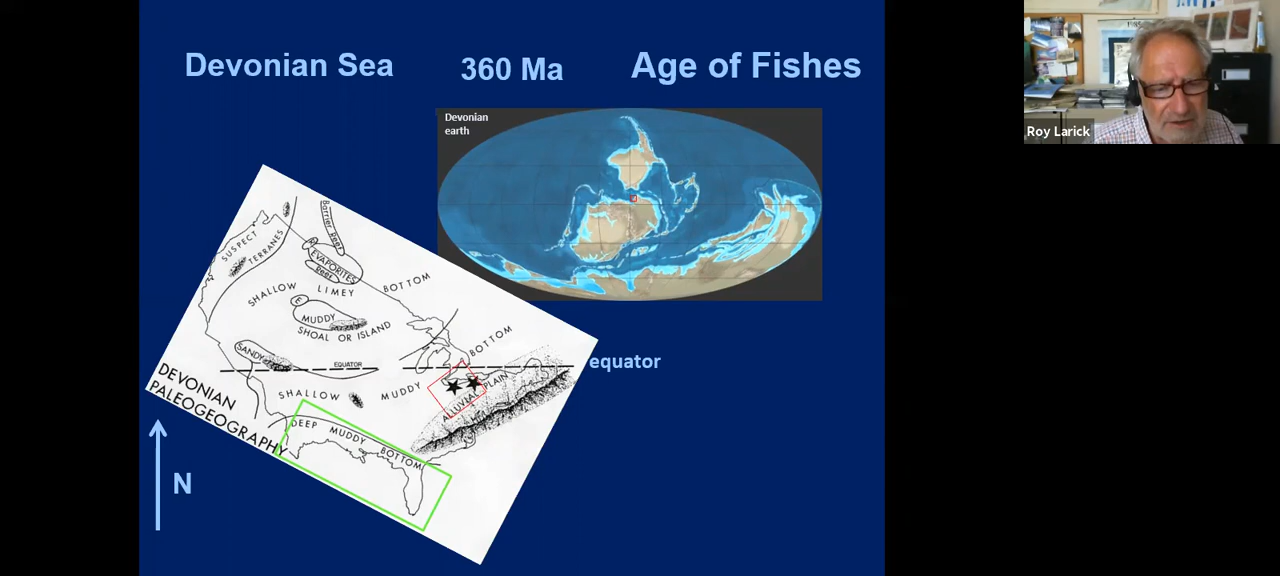 Devonian Sea
360 Ma
Age of Fishes
Devonian
earth
Roy Larick
SUSPECT
TERRANES
Barrier Reef
EVAPORITES
Reef
SHALLOW LIMEY BOTTOM
E
MUDDY
SHOAL OR ISLAND
SANDY
EQUATOR
BOTTOM
equator
SHALLOW MUDDY
ALLUVIAL PLAIN
DEEP MUDDY BOTTOM
DEVONIAN
PALEOGEOGRAPHY
N